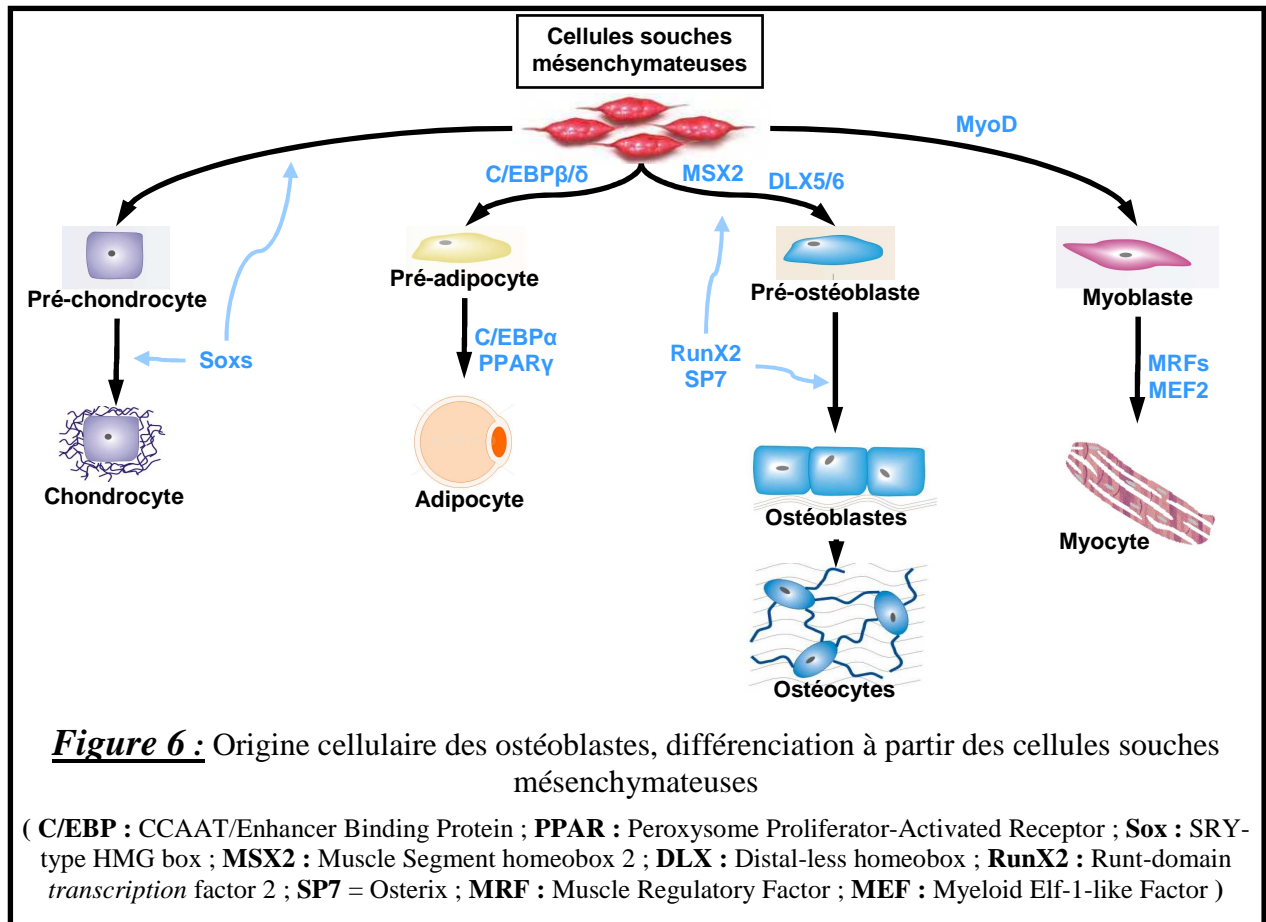 Cellules souches
mésenchymateuses
MyoD
C/EBPβ/δ
MSX2
DLX5/6
Pré-chondrocyte
Pré-adipocyte
Pré-ostéoblaste
Myoblaste
Soxs
C/EBPα
PPARγ
RunX2
SP7
MRFs
MEF2
Chondrocyte
Adipocyte
Ostéoblastes
Myocyte
Ostéocytes
Figure 6 : Origine cellulaire des ostéoblastes, différenciation à partir des cellules souches
mésenchymateuses
( C/EBP : CCAAT/Enhancer Binding Protein ; PPAR : Peroxysome Proliferator-Activated Receptor ; Sox : SRY-
type HMG box ; MSX2 : Muscle Segment homeobox 2 ; DLX : Distal-less homeobox ; RunX2 : Runt-domain
transcription factor 2 ; SP7 = Osterix ; MRF : Muscle Regulatory Factor ; MEF : Myeloid Elf-1-like Factor )